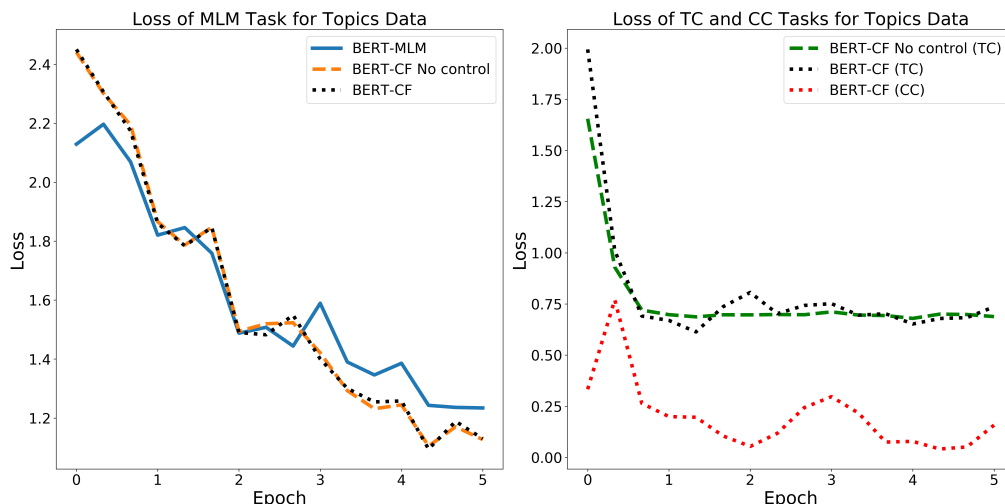 Loss of MLM Task for Topics Data
BERT-MLM
BERT-CF No control
BERT-CF
2.4
2.2
2.0
1.8
1.6
1.4
1.2
Loss
0
1
2
3
4
5
Epoch
Loss of TC and CC Tasks for Topics Data
BERT-CF No control (TC)
BERT-CF (TC)
BERT-CF (CC)
2.00
1.75
1.50
1.25
1.00
0.75
0.50
0.25
0.00
Loss
0
1
2
3
4
5
Epoch